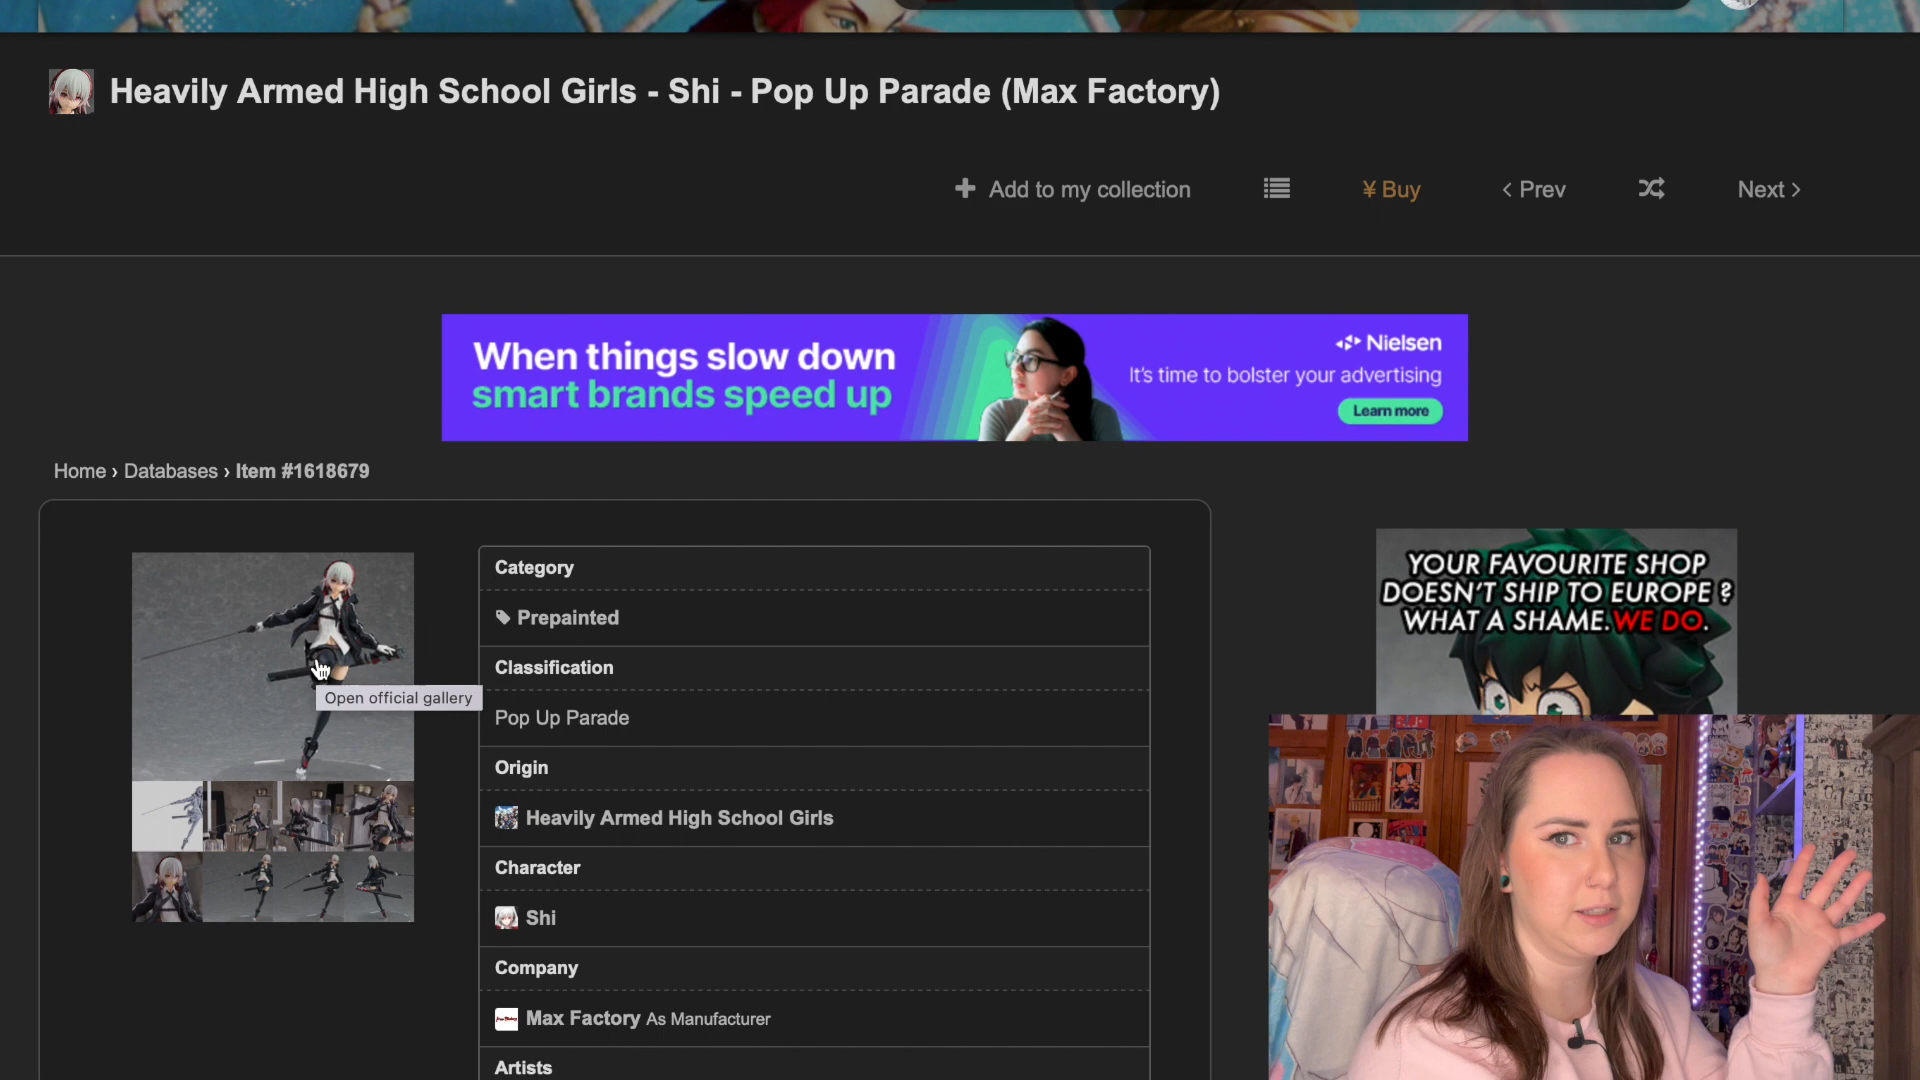 Heavily Armed High School Girls - Shi - Pop Up Parade (Max Factory)
Add to my collection
¥ Buy
‹ Prev
Next ›
When things slow down
smart brands speed up
Nielsen
It's time to bolster your advertising
Learn more
Home › Databases › Item #1618679
YOUR FAVOURITE SHOP
DOESN'T SHIP TO EUROPE ?
WHAT A SHAME. WE DO.
Category
Prepainted
Classification
Open official gallery
Pop Up Parade
Origin
Heavily Armed High School Girls
Character
Shi
Company
Max Factory As Manufacturer
Artists